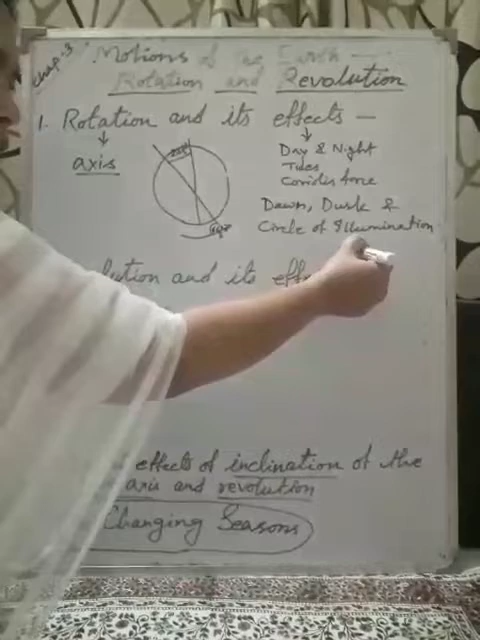 Chap. 3
Motions of the Earth —
Rotation and Revolution
1. Rotation and its effects —
axis
Day & Night
Tides
Coriolis force
Dawn, Dusk &
Circle of Illumination
lution and its effe
effects of inclination of the
axis and revolution
Changing Seasons